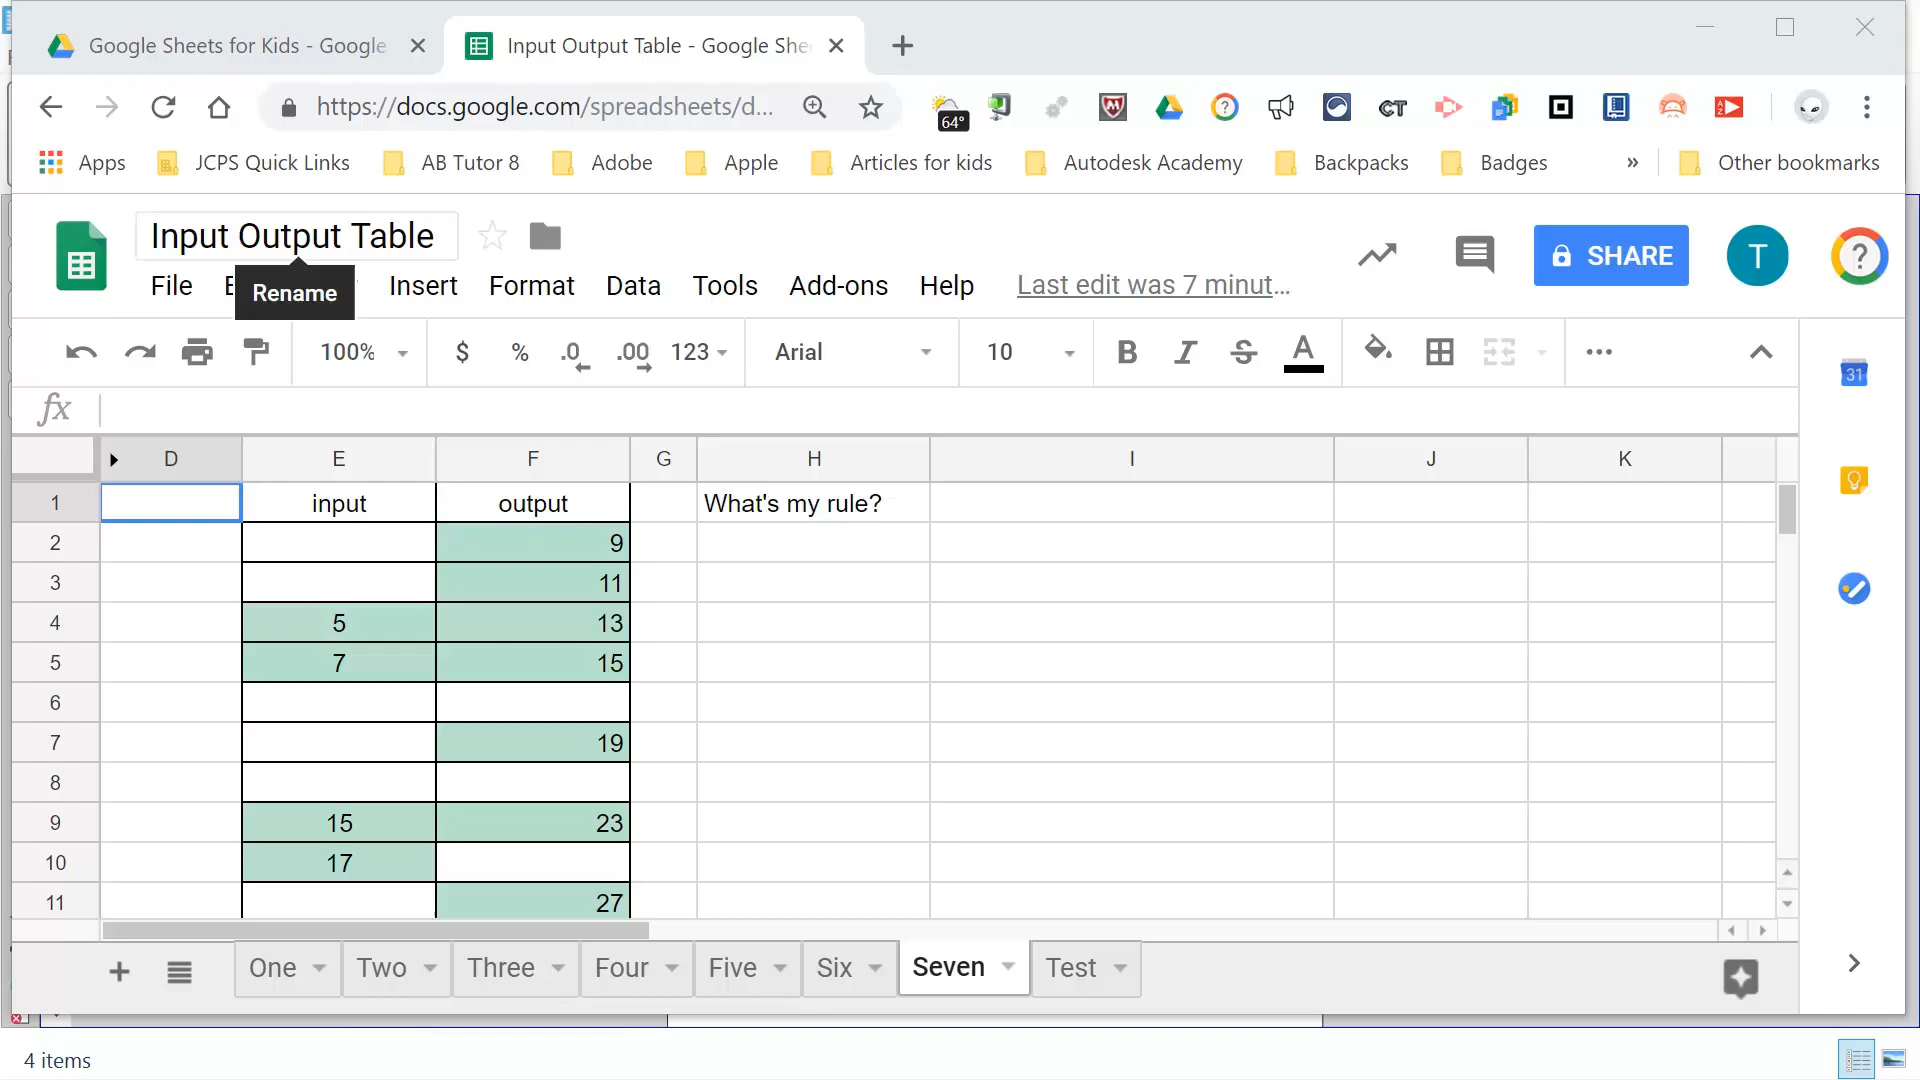 Google Sheets for Kids - Google
Input Output Table - Google She
https://docs.google.com/spreadsheets/d...
64°
CT
Apps
JCPS Quick Links
AB Tutor 8
Adobe
Apple
Articles for kids
Autodesk Academy
Backpacks
Badges
»
Other bookmarks
Input Output Table
SHARE
T
File
Insert
Format
Data
Tools
Add-ons
Help
Last edit was 7 minut...
Rename
100%
$
%
.0
.00
123
Arial
10
B
I
S
A
31
fx
D E F G H I J K
1 input output What's my rule?
2 9
3 11
4 5 13
5 7 15
6
7 19
8
9 15 23
10 17
11 27
One
Two
Three
Four
Five
Six
Seven
Test
4 items